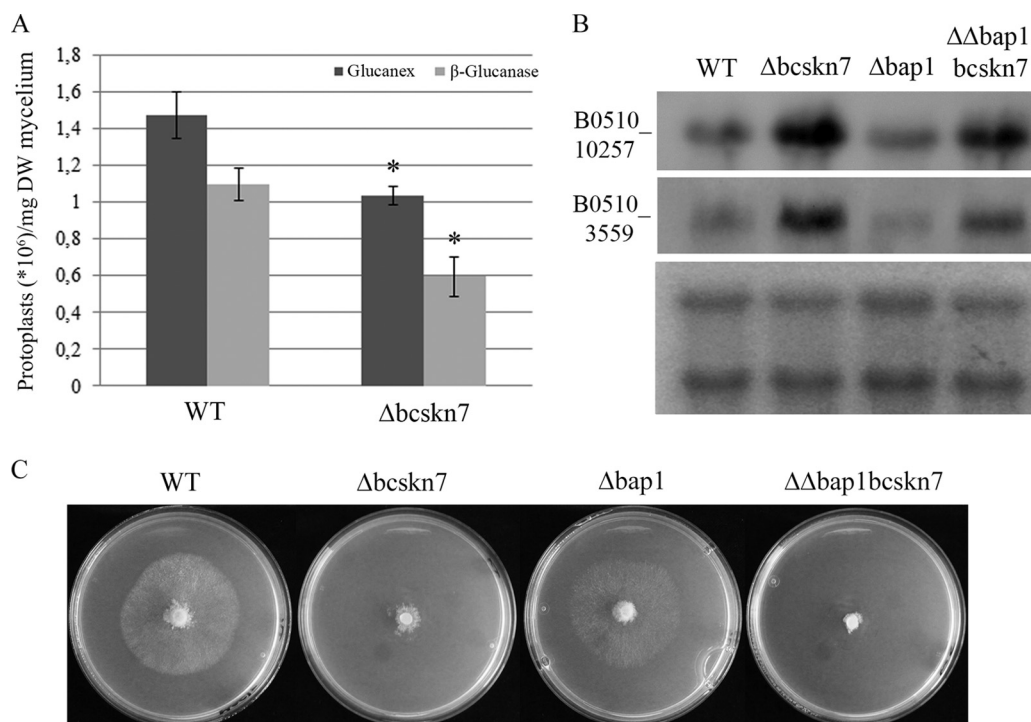 A
Protoplasts (*10⁶)/mg DW mycelium
1,8
1,6
1,4
1,2
1
0,8
0,6
0,4
0,2
0
Glucanex β-Glucanase
*
*
WT Δbcskn7
B
WT Δbcskn7 Δbap1 ΔΔbap1
bcskn7
B0510_
10257
B0510_
3559
C
WT Δbcskn7 Δbap1 ΔΔbap1bcskn7